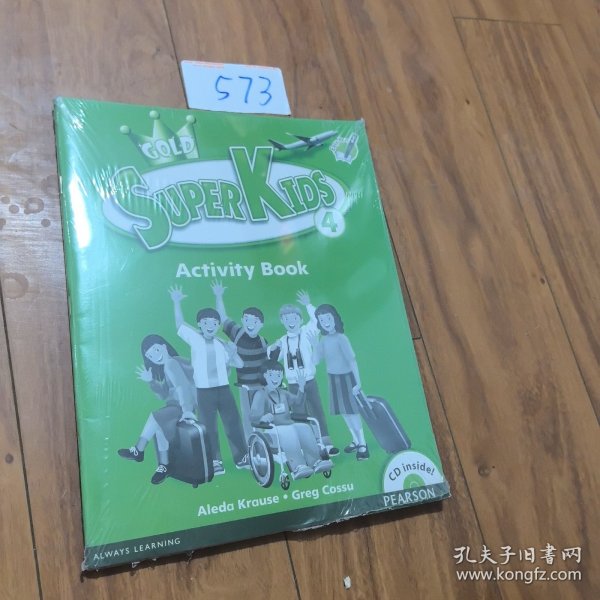 573
GOLD
SUPERKIDS
4
Activity Book
CD inside!
Aleda Krause • Greg Cossu
PEARSON
ALWAYS LEARNING
孔夫子旧书网
www.kongfz.com